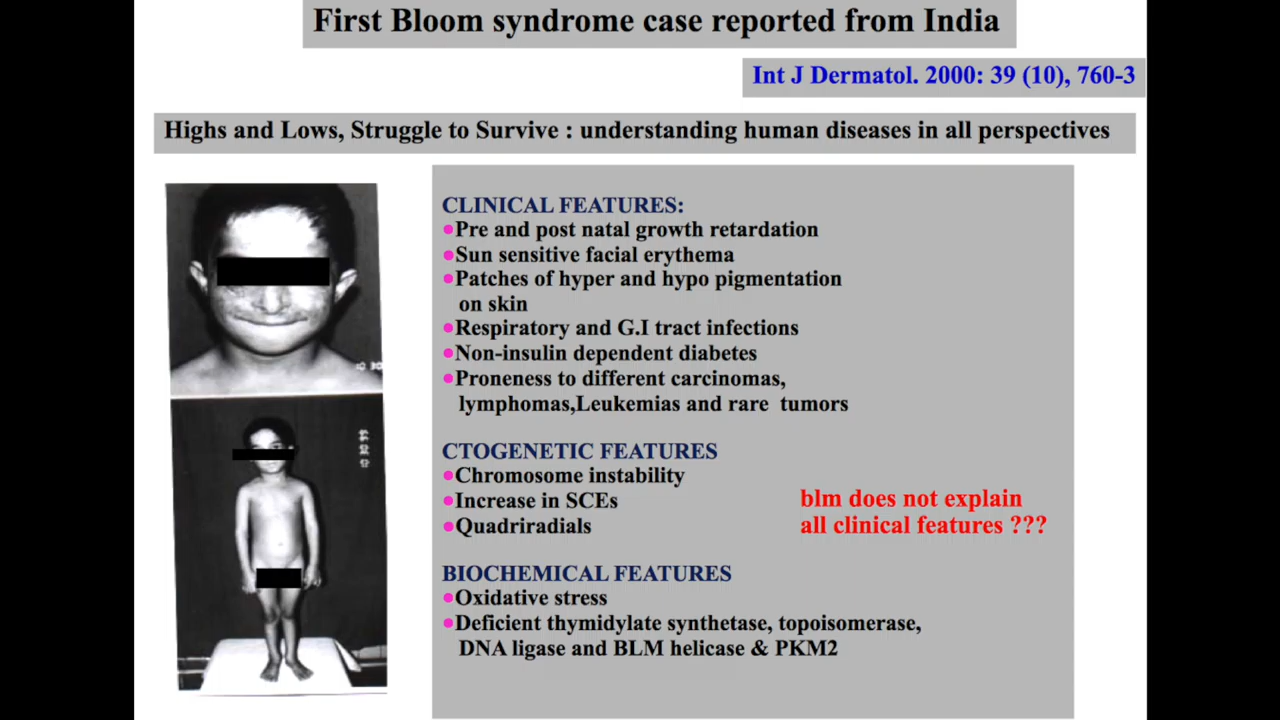 First Bloom syndrome case reported from India
Int J Dermatol. 2000: 39 (10), 760-3
Highs and Lows, Struggle to Survive : understanding human diseases in all perspectives
CLINICAL FEATURES:
●Pre and post natal growth retardation
●Sun sensitive facial erythema
●Patches of hyper and hypo pigmentation
on skin
●Respiratory and G.I tract infections
●Non-insulin dependent diabetes
●Proneness to different carcinomas,
lymphomas,Leukemias and rare tumors
CTOGENETIC FEATURES
●Chromosome instability
●Increase in SCEs
●Quadriradials
blm does not explain
all clinical features ???
BIOCHEMICAL FEATURES
●Oxidative stress
●Deficient thymidylate synthetase, topoisomerase,
DNA ligase and BLM helicase & PKM2